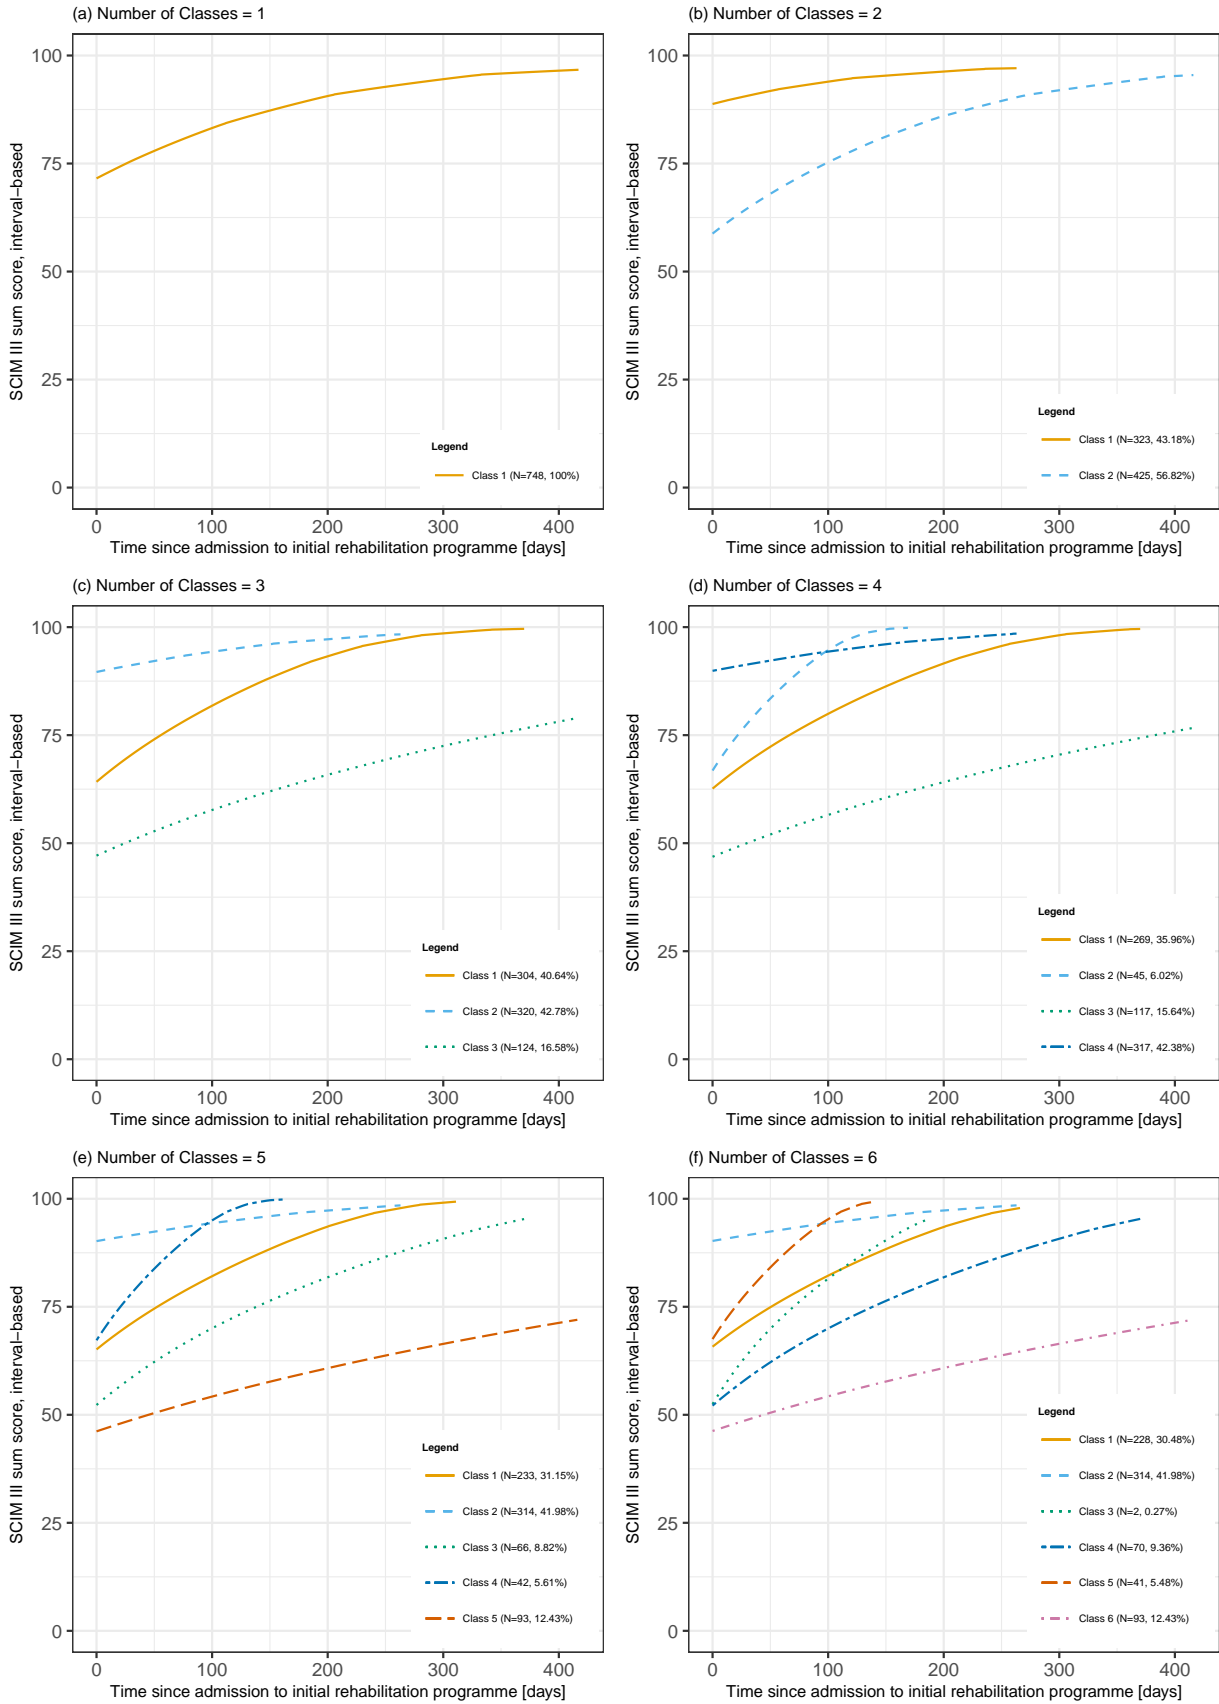 (a) Number of Classes = 1
SCIM III sum score, interval−based
100
75
50
25
0
Legend
Class 1 (N=748, 100%)
0 100 200 300 400
Time since admission to initial rehabilitation programme [days]
(b) Number of Classes = 2
SCIM III sum score, interval−based
100
75
50
25
0
Legend
Class 1 (N=323, 43.18%)
Class 2 (N=425, 56.82%)
0 100 200 300 400
Time since admission to initial rehabilitation programme [days]
(c) Number of Classes = 3
SCIM III sum score, interval−based
100
75
50
25
0
Legend
Class 1 (N=304, 40.64%)
Class 2 (N=320, 42.78%)
Class 3 (N=124, 16.58%)
0 100 200 300 400
Time since admission to initial rehabilitation programme [days]
(d) Number of Classes = 4
SCIM III sum score, interval−based
100
75
50
25
0
Legend
Class 1 (N=269, 35.96%)
Class 2 (N=45, 6.02%)
Class 3 (N=117, 15.64%)
Class 4 (N=317, 42.38%)
0 100 200 300 400
Time since admission to initial rehabilitation programme [days]
(e) Number of Classes = 5
SCIM III sum score, interval−based
100
75
50
25
0
Legend
Class 1 (N=233, 31.15%)
Class 2 (N=314, 41.98%)
Class 3 (N=66, 8.82%)
Class 4 (N=42, 5.61%)
Class 5 (N=93, 12.43%)
0 100 200 300 400
Time since admission to initial rehabilitation programme [days]
(f) Number of Classes = 6
SCIM III sum score, interval−based
100
75
50
25
0
Legend
Class 1 (N=228, 30.48%)
Class 2 (N=314, 41.98%)
Class 3 (N=2, 0.27%)
Class 4 (N=70, 9.36%)
Class 5 (N=41, 5.48%)
Class 6 (N=93, 12.43%)
0 100 200 300 400
Time since admission to initial rehabilitation programme [days]